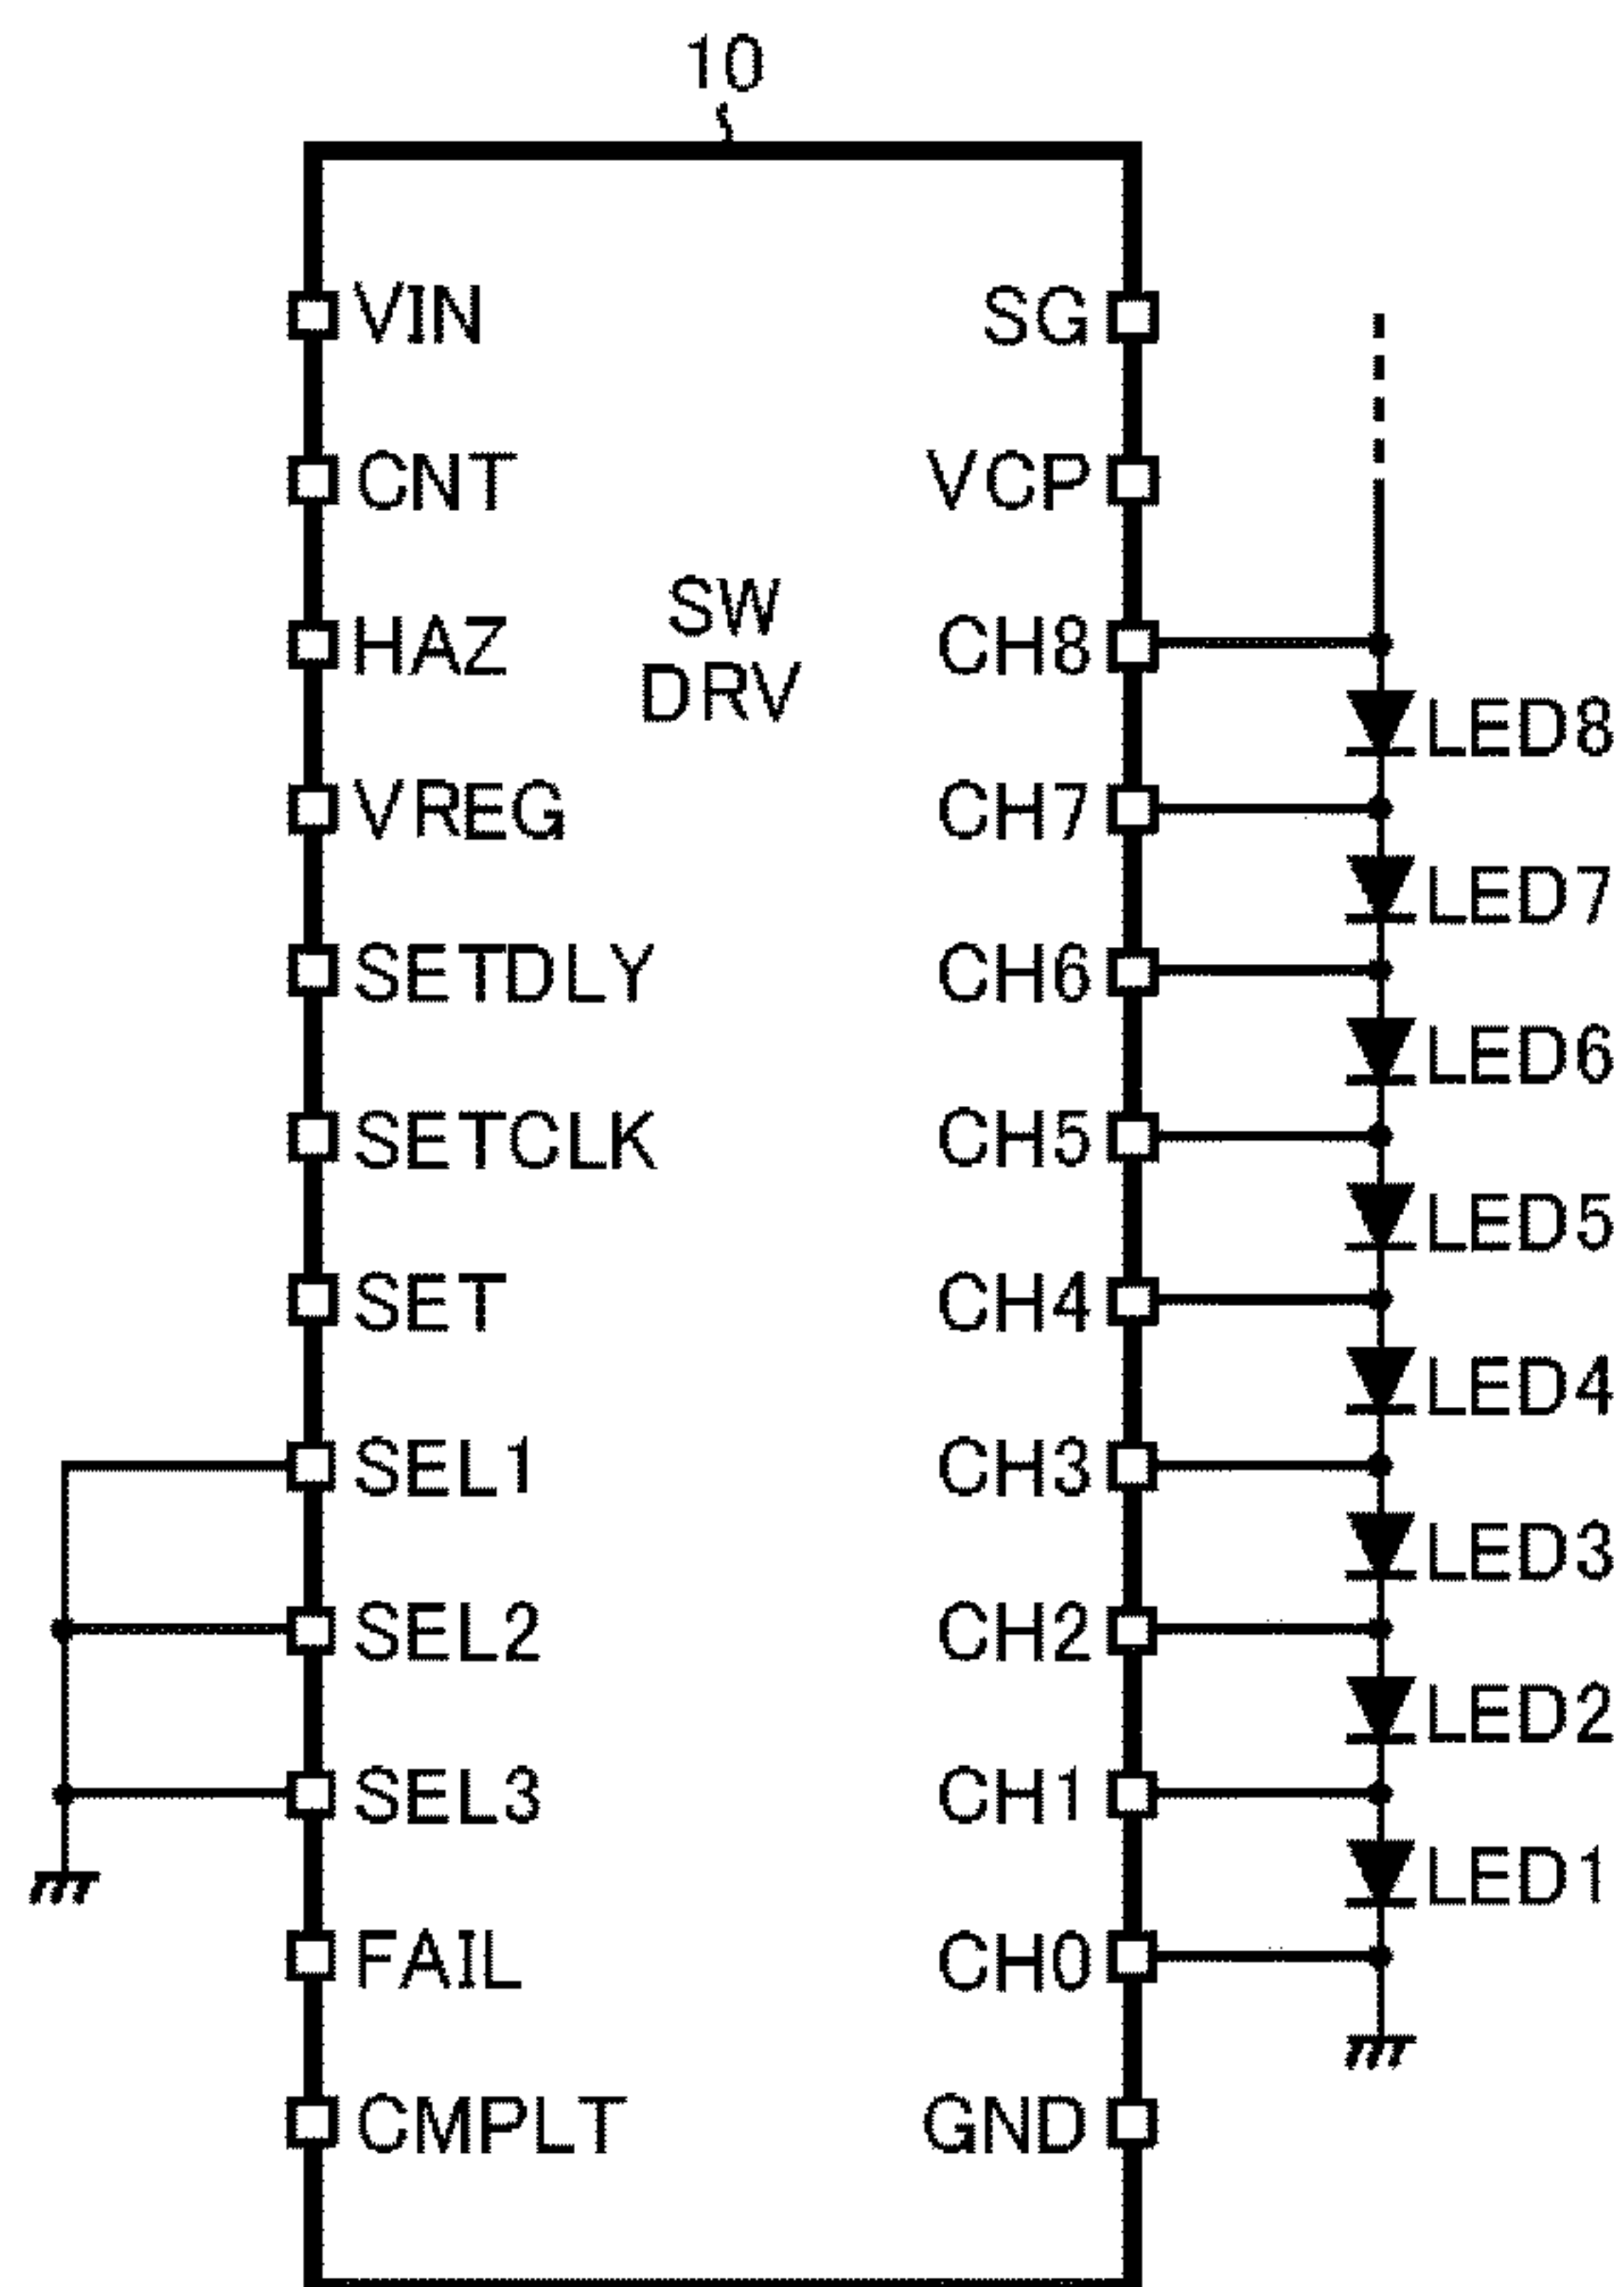 10
VIN
SG
CNT
VCP
SW
DRV
HAZ
CH8
LED8
VREG
CH7
LED7
SETDLY
CH6
LED6
SETCLK
CH5
LED5
SET
CH4
LED4
SEL1
CH3
LED3
SEL2
CH2
LED2
SEL3
CH1
LED1
FAIL
CH0
CMPLT
GND